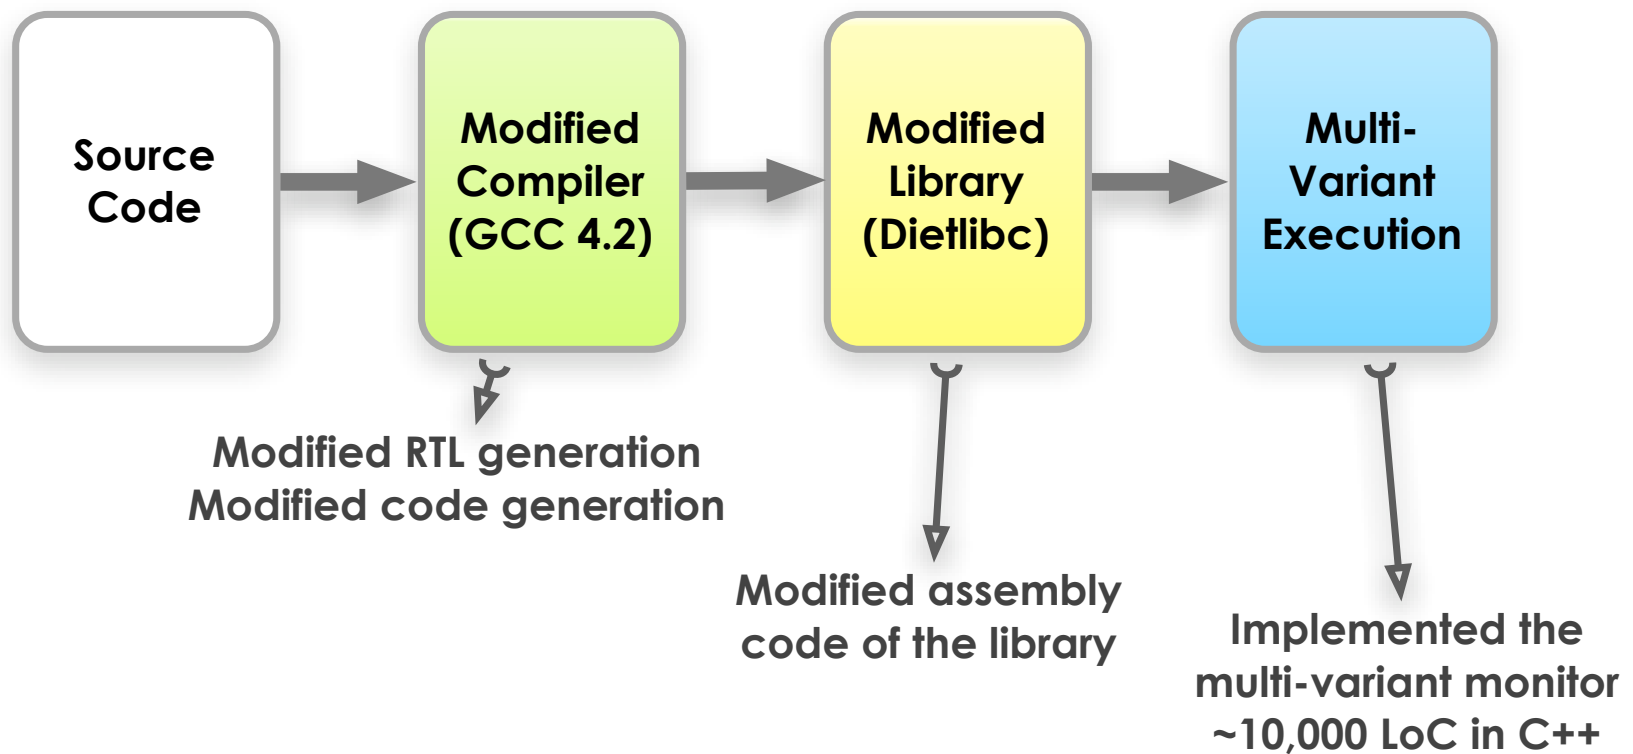 Source
Code
Modified
Compiler
(GCC 4.2)
Modified
Library
(Dietlibc)
Multi-
Variant
Execution
Modified RTL generation
Modified code generation
Modified assembly
code of the library
Implemented the
multi-variant monitor
~10,000 LoC in C++